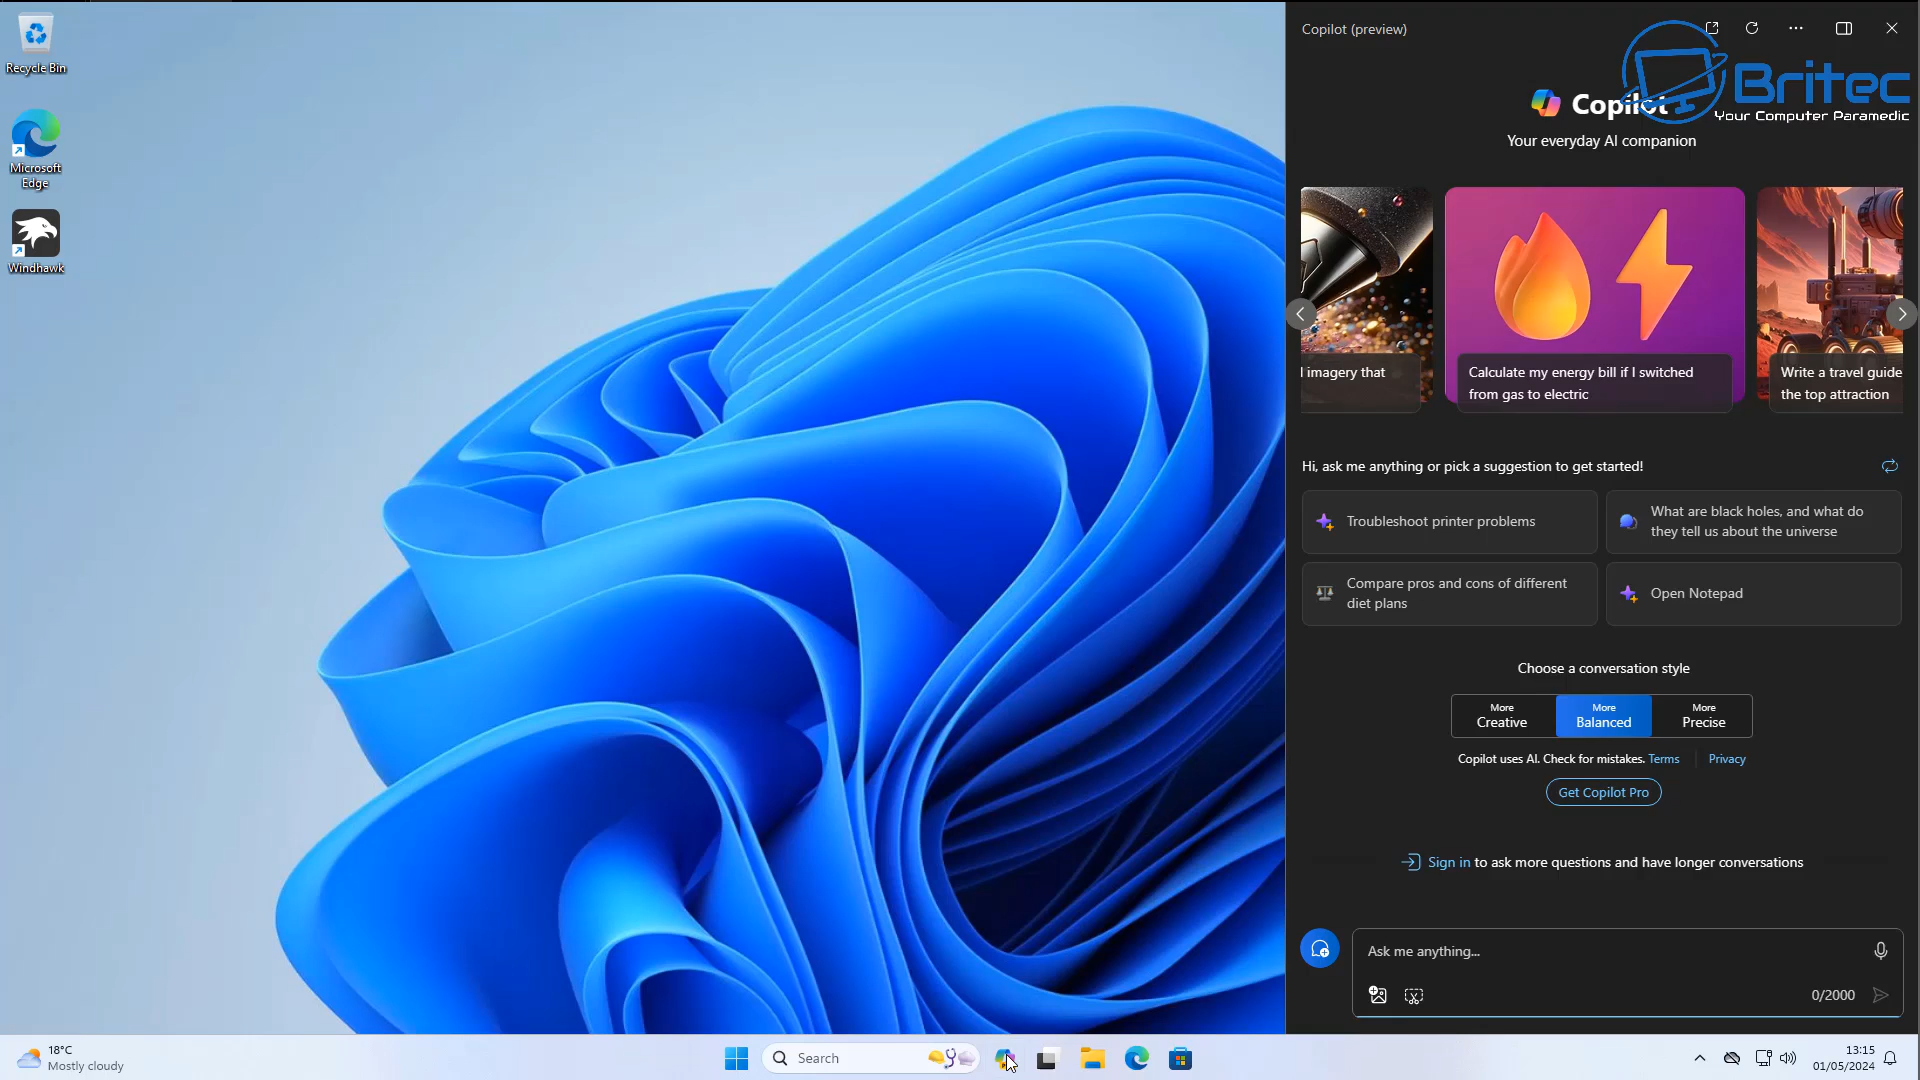 Recycle Bin
Microsoft
Edge
Windhawk
Copilot (preview)
Britec
Your Computer Paramedic
Copilot
Your everyday AI companion
l imagery that
Calculate my energy bill if I switched
from gas to electric
Write a travel guide
the top attraction
Hi, ask me anything or pick a suggestion to get started!
Troubleshoot printer problems
What are black holes, and what do
they tell us about the universe
Compare pros and cons of different
diet plans
Open Notepad
Choose a conversation style
More
Creative
More
Balanced
More
Precise
Copilot uses AI. Check for mistakes. Terms Privacy
Get Copilot Pro
Sign in to ask more questions and have longer conversations
Ask me anything...
0/2000
18°C
Mostly cloudy
Search
13:15
01/05/2024